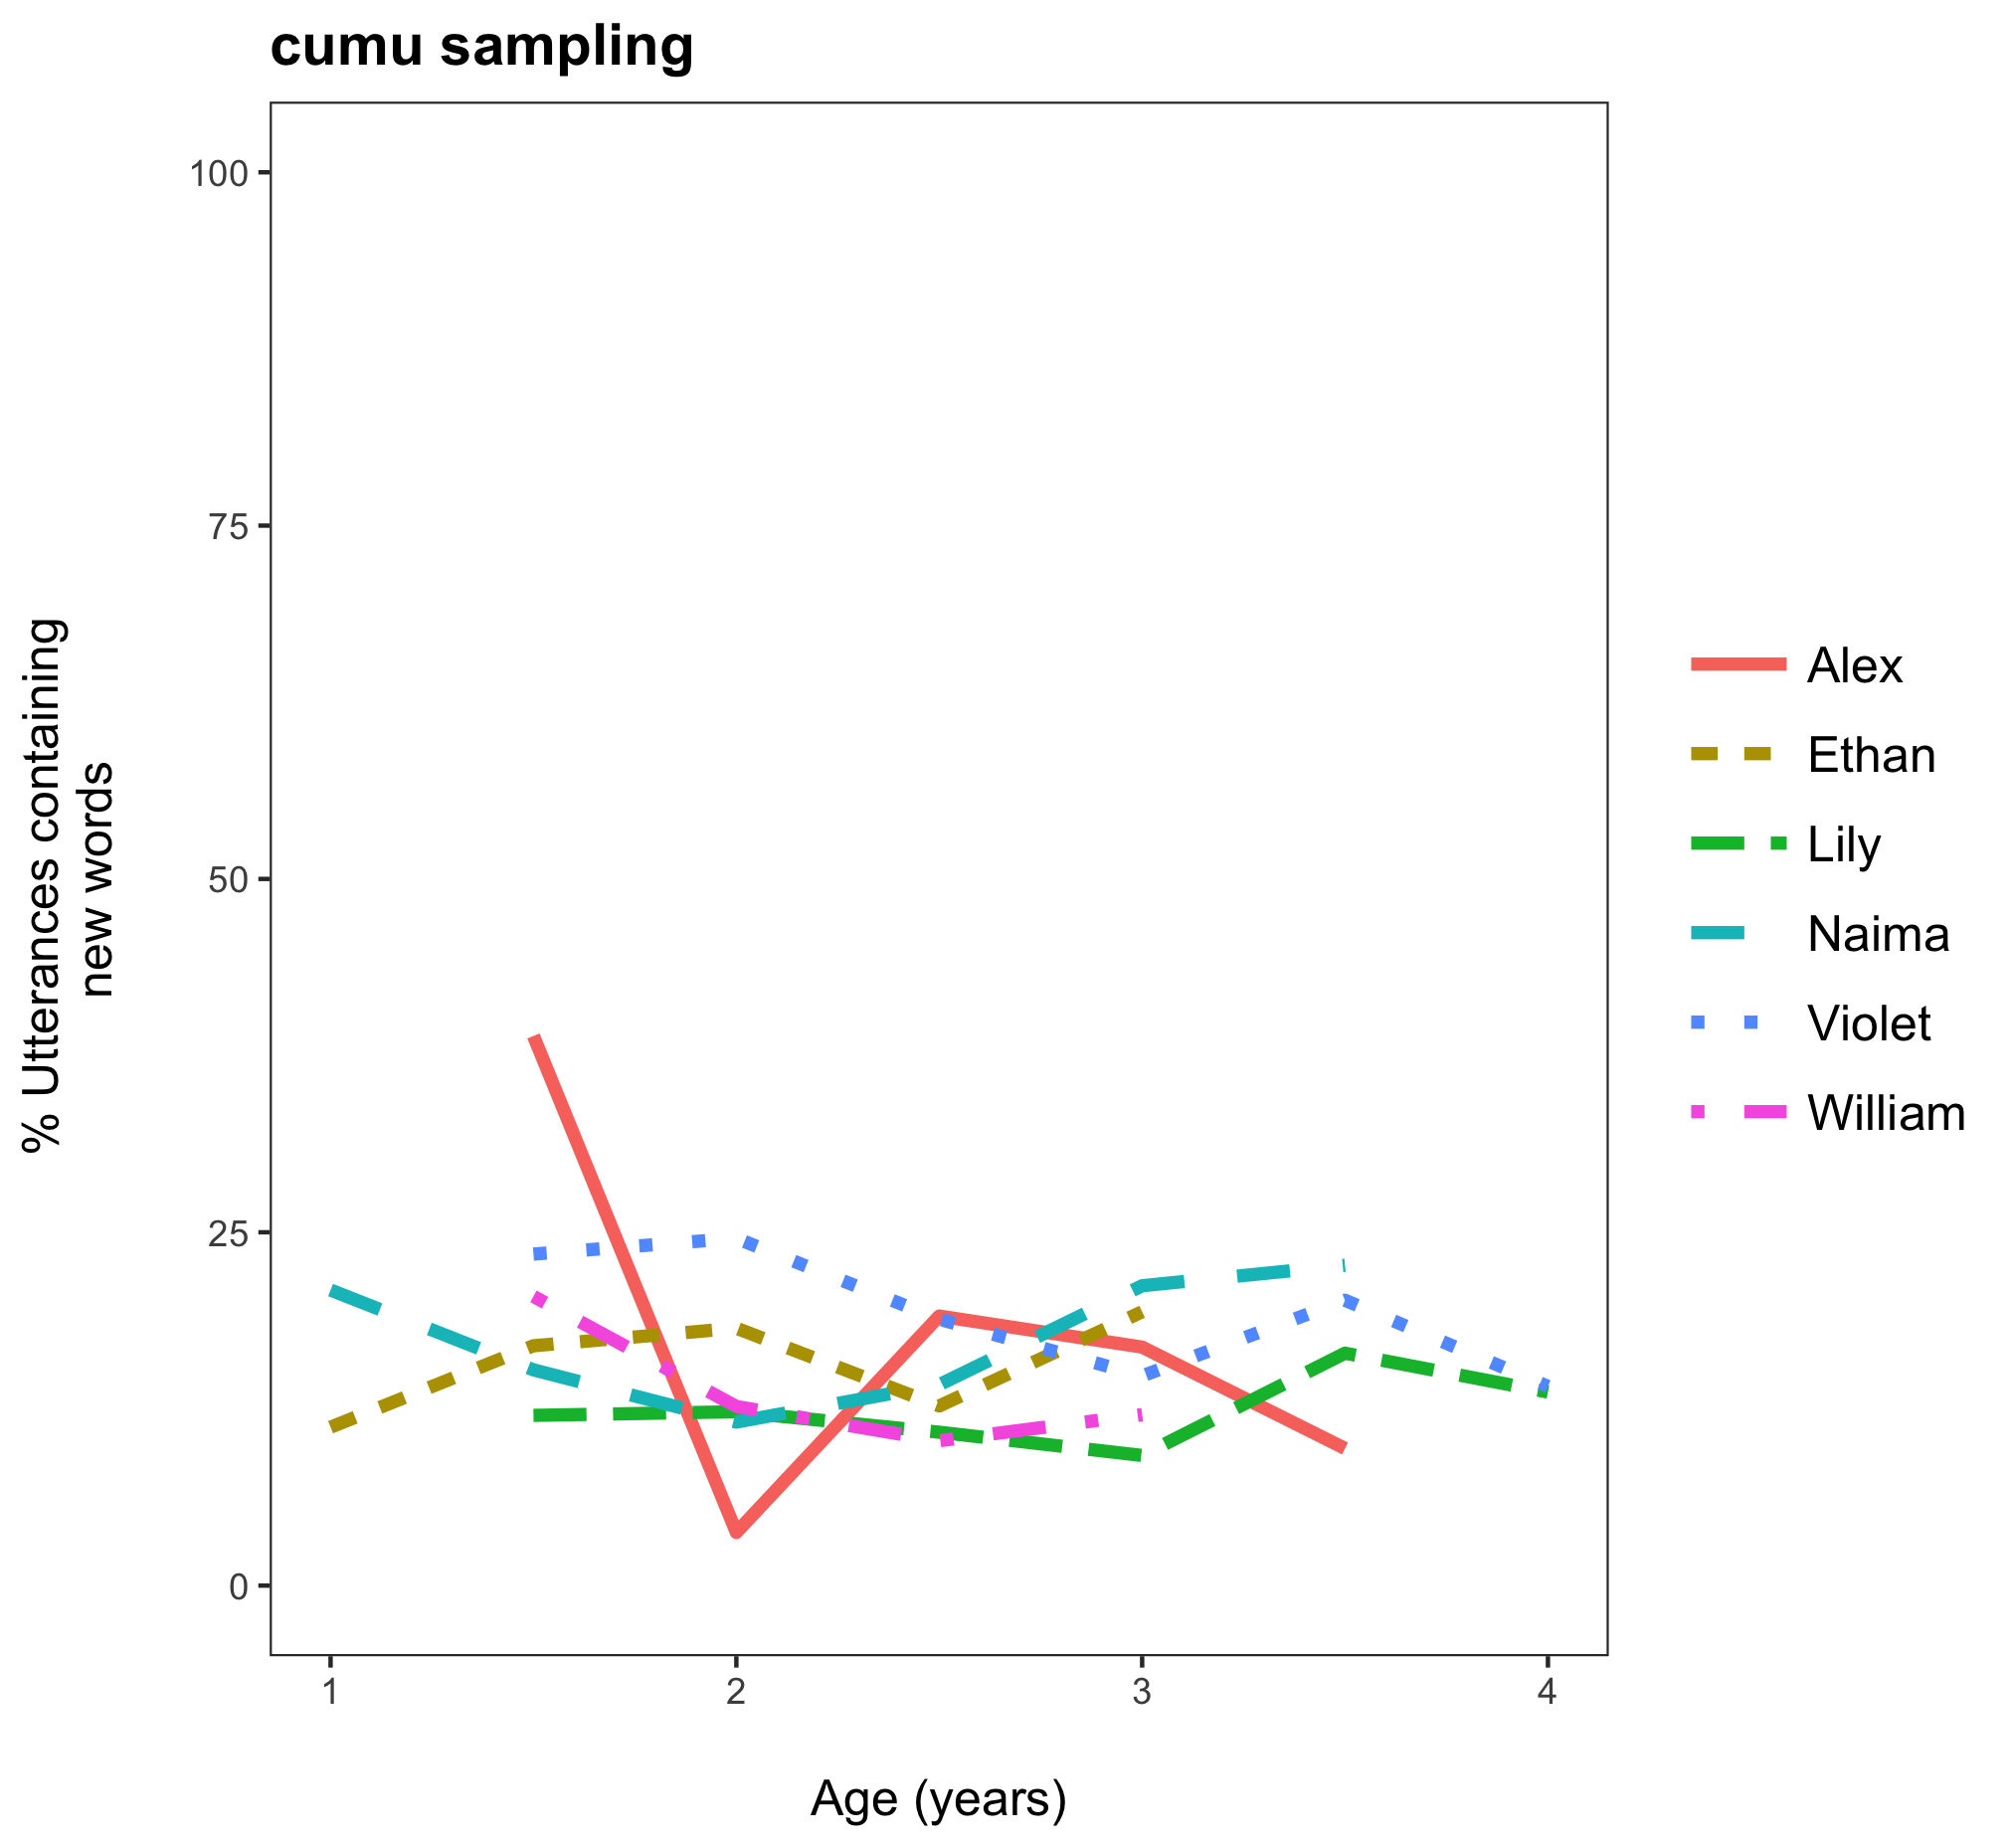 cumu sampling
100
75
50
25
0
% Utterances containing
new words
1
2
3
4
Age (years)
Alex
Ethan
Lily
Naima
Violet
William